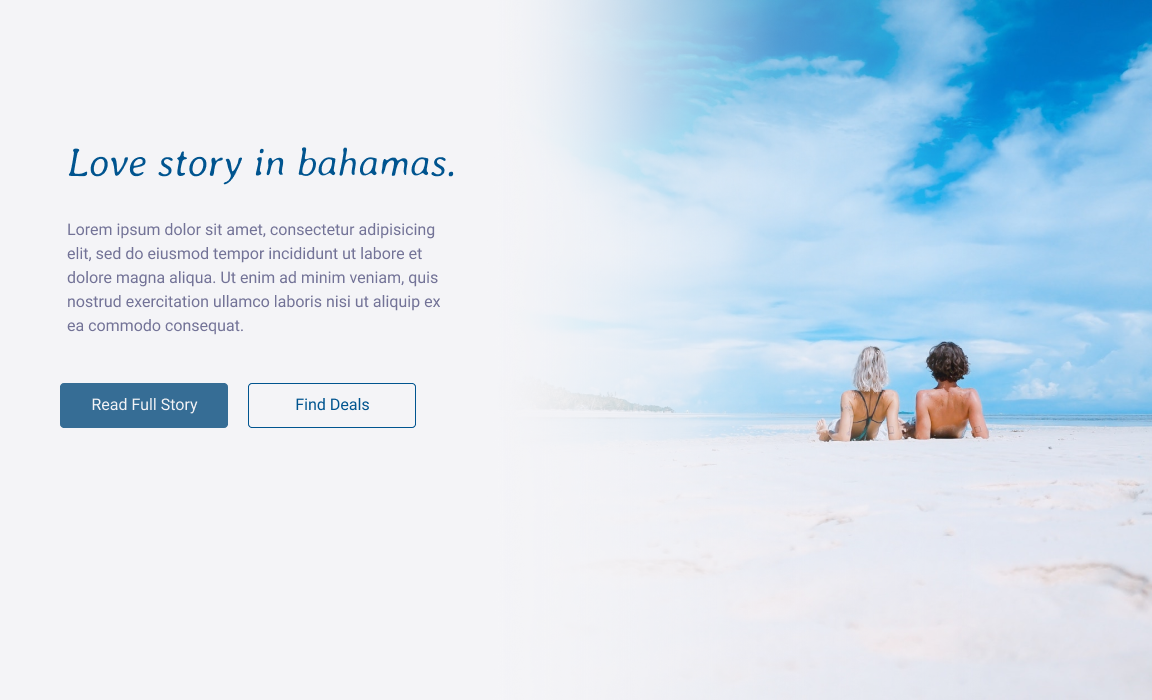 Love story in bahamas.
Lorem ipsum dolor sit amet, consectetur adipisicing
elit, sed do eiusmod tempor incididunt ut labore et
dolore magna aliqua. Ut enim ad minim veniam, quis
nostrud exercitation ullamco laboris nisi ut aliquip ex
ea commodo consequat.
Read Full Story
Find Deals